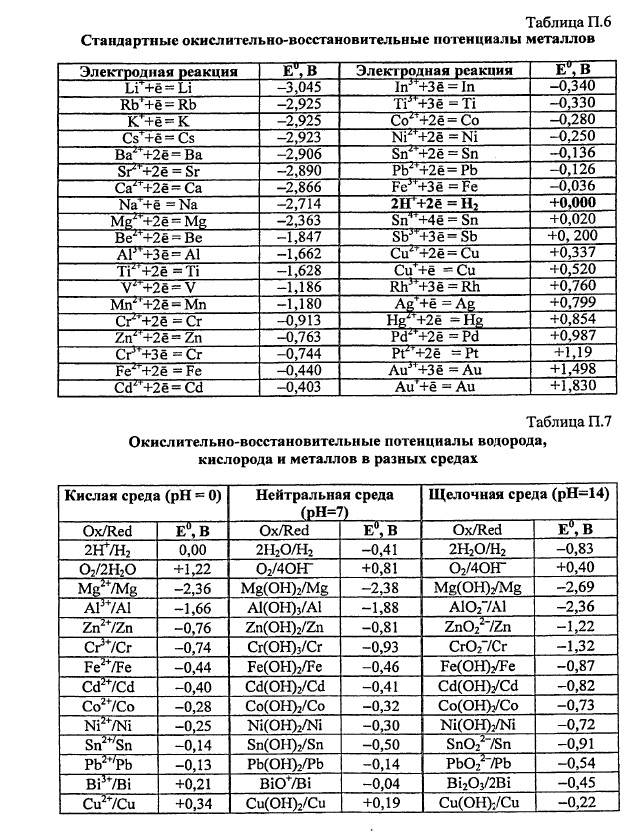 Таблица П.6
Стандартные окислительно-восстановительные потенциалы металлов
Электродная реакция E⁰, В Электродная реакция E⁰, В
Li⁺+ē = Li −3,045 In³⁺+3ē = In −0,340
Rb⁺+ē = Rb −2,925 Ti³⁺+3ē = Ti −0,330
K⁺+ē = K −2,925 Co²⁺+2ē = Co −0,280
Cs⁺+ē = Cs −2,923 Ni²⁺+2ē = Ni −0,250
Ba²⁺+2ē = Ba −2,906 Sn²⁺+2ē = Sn −0,136
Sr²⁺+2ē = Sr −2,890 Pb²⁺+2ē = Pb −0,126
Ca²⁺+2ē = Ca −2,866 Fe³⁺+3ē = Fe −0,036
Na⁺+ē = Na −2,714 2H⁺+2ē = H₂ +0,000
Mg²⁺+2ē = Mg −2,363 Sn⁴⁺+4ē = Sn +0,020
Be²⁺+2ē = Be −1,847 Sb³⁺+3ē = Sb +0, 200
Al³⁺+3ē = Al −1,662 Cu²⁺+2ē = Cu +0,337
Ti²⁺+2ē = Ti −1,628 Cu⁺+ē = Cu +0,520
V²⁺+2ē = V −1,186 Rh³⁺+3ē = Rh +0,760
Mn²⁺+2ē = Mn −1,180 Ag⁺+ē = Ag +0,799
Cr²⁺+2ē = Cr −0,913 Hg²⁺+2ē = Hg +0,854
Zn²⁺+2ē = Zn −0,763 Pd²⁺+2ē = Pd +0,987
Cr³⁺+3ē = Cr −0,744 Pt²⁺+2ē = Pt +1,19
Fe²⁺+2ē = Fe −0,440 Au³⁺+3ē = Au +1,498
Cd²⁺+2ē = Cd −0,403 Au⁺+ē = Au +1,830
Таблица П.7
Окислительно-восстановительные потенциалы водорода,
кислорода и металлов в разных средах
Кислая среда (pH = 0) Нейтральная среда Щелочная среда (pH=14)
(pH=7)
Ox/Red E⁰, В Ox/Red E⁰, В Ox/Red E⁰, В
2H⁺/H₂ 0,00 2H₂O/H₂ −0,41 2H₂O/H₂ −0,83
O₂/2H₂O +1,22 O₂/4OH⁻ +0,81 O₂/4OH⁻ +0,40
Mg²⁺/Mg −2,36 Mg(OH)₂/Mg −2,38 Mg(OH)₂/Mg −2,69
Al³⁺/Al −1,66 Al(OH)₃/Al −1,88 AlO₂⁻/Al −2,36
Zn²⁺/Zn −0,76 Zn(OH)₂/Zn −0,81 ZnO₂²⁻/Zn −1,22
Cr³⁺/Cr −0,74 Cr(OH)₃/Cr −0,93 CrO₂⁻/Cr −1,32
Fe²⁺/Fe −0,44 Fe(OH)₂/Fe −0,46 Fe(OH)₂/Fe −0,87
Cd²⁺/Cd −0,40 Cd(OH)₂/Cd −0,41 Cd(OH)₂/Cd −0,82
Co²⁺/Co −0,28 Co(OH)₂/Co −0,32 Co(OH)₂/Co −0,73
Ni²⁺/Ni −0,25 Ni(OH)₂/Ni −0,30 Ni(OH)₂/Ni −0,72
Sn²⁺/Sn −0,14 Sn(OH)₂/Sn −0,50 SnO₂²⁻/Sn −0,91
Pb²⁺/Pb −0,13 Pb(OH)₂/Pb −0,14 PbO₂²⁻/Pb −0,54
Bi³⁺/Bi +0,21 BiO⁺/Bi −0,04 Bi₂O₃/2Bi −0,45
Cu²⁺/Cu +0,34 Cu(OH)₂/Cu +0,19 Cu(OH)₂/Cu −0,22